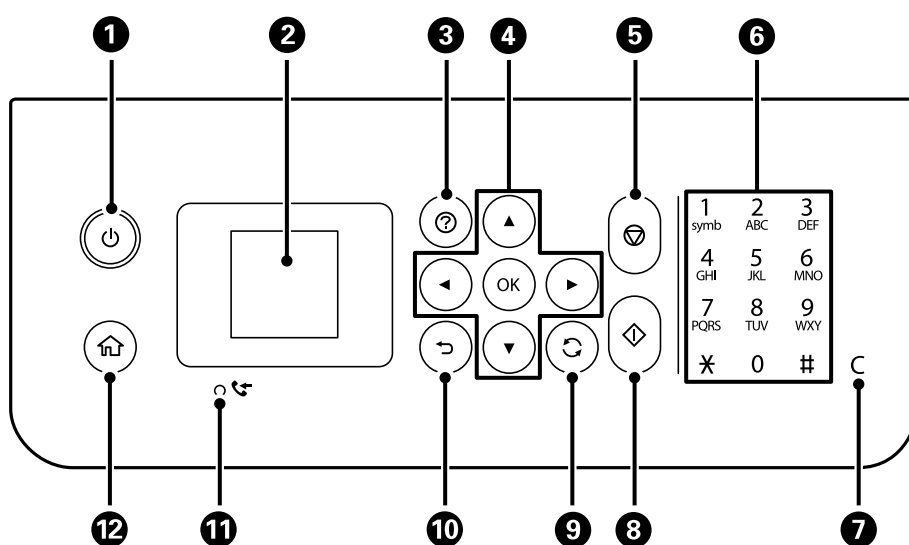 1 2 3 4 5 6
?
OK
1 2 3
symb ABC DEF
4 5 6
GHI JKL MNO
7 8 9
PQRS TUV WXY
* 0 #
C
12 11 10 9 8 7